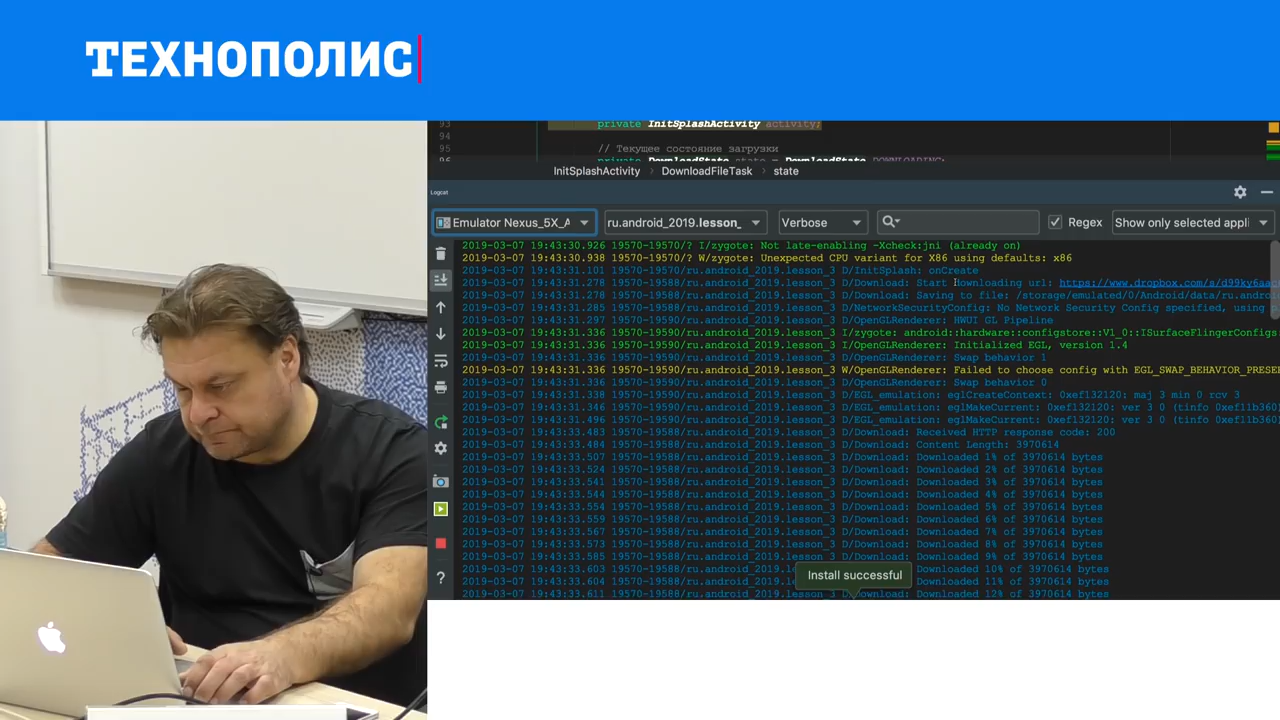 ТЕХНОПОЛИС
93 private InitSplashActivity activity;
94
95 // Текущее состояние загрузки
96 private DownloadState state = DownloadState.DOWNLOADING;
InitSplashActivity > DownloadFileTask > state
Logcat
Emulator Nexus_5X_A ru.android_2019.lesson_ Verbose Regex Show only selected appli
2019-03-07 19:43:30.926 19570-19570/? I/zygote: Not late-enabling -Xcheck:jni (already on)
2019-03-07 19:43:30.938 19570-19570/? W/zygote: Unexpected CPU variant for X86 using defaults: x86
2019-03-07 19:43:31.101 19570-19570/ru.android_2019.lesson_3 D/InitSplash: onCreate
2019-03-07 19:43:31.278 19570-19588/ru.android_2019.lesson_3 D/Download: Start downloading url: https://www.dropbox.com/s/d99ky6aac
2019-03-07 19:43:31.285 19570-19588/ru.android_2019.lesson_3 D/Download: Saving to file: /storage/emulated/0/Android/data/ru.andro
2019-03-07 19:43:31.285 19570-19588/ru.android_2019.lesson_3 D/NetworkSecurityConfig: No Network Security Config specified, using
2019-03-07 19:43:31.297 19570-19590/ru.android_2019.lesson_3 D/OpenGLRenderer: HWUI GL Pipeline
2019-03-07 19:43:31.336 19570-19590/ru.android_2019.lesson_3 I/zygote: android::hardware::configstore::V1_0::ISurfaceFlingerConfigs
2019-03-07 19:43:31.336 19570-19590/ru.android_2019.lesson_3 I/OpenGLRenderer: Initialized EGL, version 1.4
2019-03-07 19:43:31.336 19570-19590/ru.android_2019.lesson_3 D/OpenGLRenderer: Swap behavior 1
2019-03-07 19:43:31.336 19570-19590/ru.android_2019.lesson_3 W/OpenGLRenderer: Failed to choose config with EGL_SWAP_BEHAVIOR_PRESE
2019-03-07 19:43:31.336 19570-19590/ru.android_2019.lesson_3 D/OpenGLRenderer: Swap behavior 0
2019-03-07 19:43:31.336 19570-19590/ru.android_2019.lesson_3 D/EGL_emulation: eglCreateContext: 0xef132120: maj 3 min 0 rcv 3
2019-03-07 19:43:31.346 19570-19590/ru.android_2019.lesson_3 D/EGL_emulation: eglMakeCurrent: 0xef132120: ver 3 0 (tinfo 0xef11b360)
2019-03-07 19:43:31.496 19570-19590/ru.android_2019.lesson_3 D/EGL_emulation: eglMakeCurrent: 0xef132120: ver 3 0 (tinfo 0xef11b360)
2019-03-07 19:43:33.483 19570-19588/ru.android_2019.lesson_3 D/Download: Received HTTP response code: 200
2019-03-07 19:43:33.484 19570-19588/ru.android_2019.lesson_3 D/Download: Content Length: 3970614
2019-03-07 19:43:33.507 19570-19588/ru.android_2019.lesson_3 D/Download: Downloaded 1% of 3970614 bytes
2019-03-07 19:43:33.524 19570-19588/ru.android_2019.lesson_3 D/Download: Downloaded 2% of 3970614 bytes
2019-03-07 19:43:33.541 19570-19588/ru.android_2019.lesson_3 D/Download: Downloaded 3% of 3970614 bytes
2019-03-07 19:43:33.544 19570-19588/ru.android_2019.lesson_3 D/Download: Downloaded 4% of 3970614 bytes
2019-03-07 19:43:33.554 19570-19588/ru.android_2019.lesson_3 D/Download: Downloaded 5% of 3970614 bytes
2019-03-07 19:43:33.559 19570-19588/ru.android_2019.lesson_3 D/Download: Downloaded 6% of 3970614 bytes
2019-03-07 19:43:33.567 19570-19588/ru.android_2019.lesson_3 D/Download: Downloaded 7% of 3970614 bytes
2019-03-07 19:43:33.573 19570-19588/ru.android_2019.lesson_3 D/Download: Downloaded 8% of 3970614 bytes
2019-03-07 19:43:33.585 19570-19588/ru.android_2019.lesson_3 D/Download: Downloaded 9% of 3970614 bytes
2019-03-07 19:43:33.603 19570-19588/ru.android_2019.l Downloaded 10% of 3970614 bytes
2019-03-07 19:43:33.604 19570-19588/ru.android_2019.l Downloaded 11% of 3970614 bytes
2019-03-07 19:43:33.611 19570-19588/ru.android_2019.lesson_3 D/Download: Downloaded 12% of 3970614 bytes
Install successful